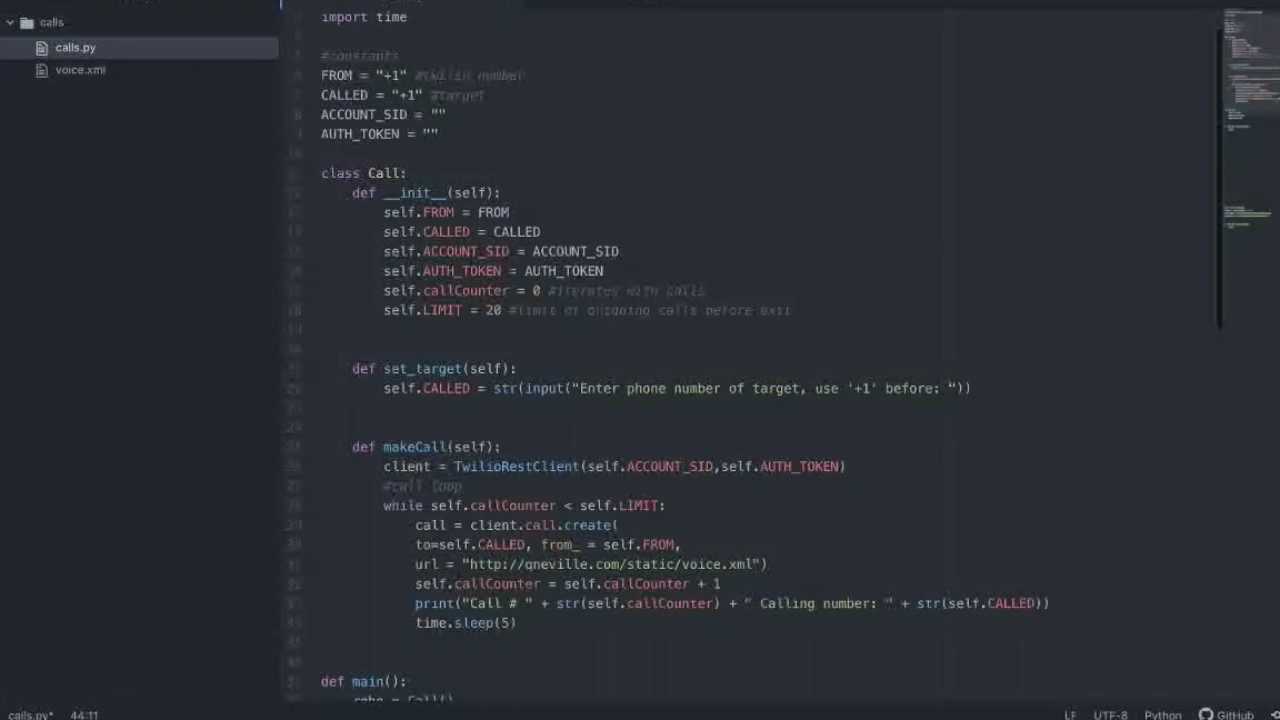 calls
calls.py
voice.xml
import time
#constants
FROM = "+1" #twilio number
CALLED = "+1" #target
ACCOUNT_SID = ""
AUTH_TOKEN = ""
class Call:
def __init__(self):
self.FROM = FROM
self.CALLED = CALLED
self.ACCOUNT_SID = ACCOUNT_SID
self.AUTH_TOKEN = AUTH_TOKEN
self.callCounter = 0 #iterates with calls
self.LIMIT = 20 #limit of outgoing calls before exit
def set_target(self):
self.CALLED = str(input("Enter phone number of target, use '+1' before: "))
def makeCall(self):
client = TwilioRestClient(self.ACCOUNT_SID,self.AUTH_TOKEN)
#call loop
while self.callCounter < self.LIMIT:
call = client.call.create(
to=self.CALLED, from_ = self.FROM,
url = "http://qneville.com/static/voice.xml")
self.callCounter = self.callCounter + 1
print("Call # " + str(self.callCounter) + " Calling number: " + str(self.CALLED))
time.sleep(5)
def main():
robo = Call()
calls.py* 44:11 LF UTF-8 Python GitHub